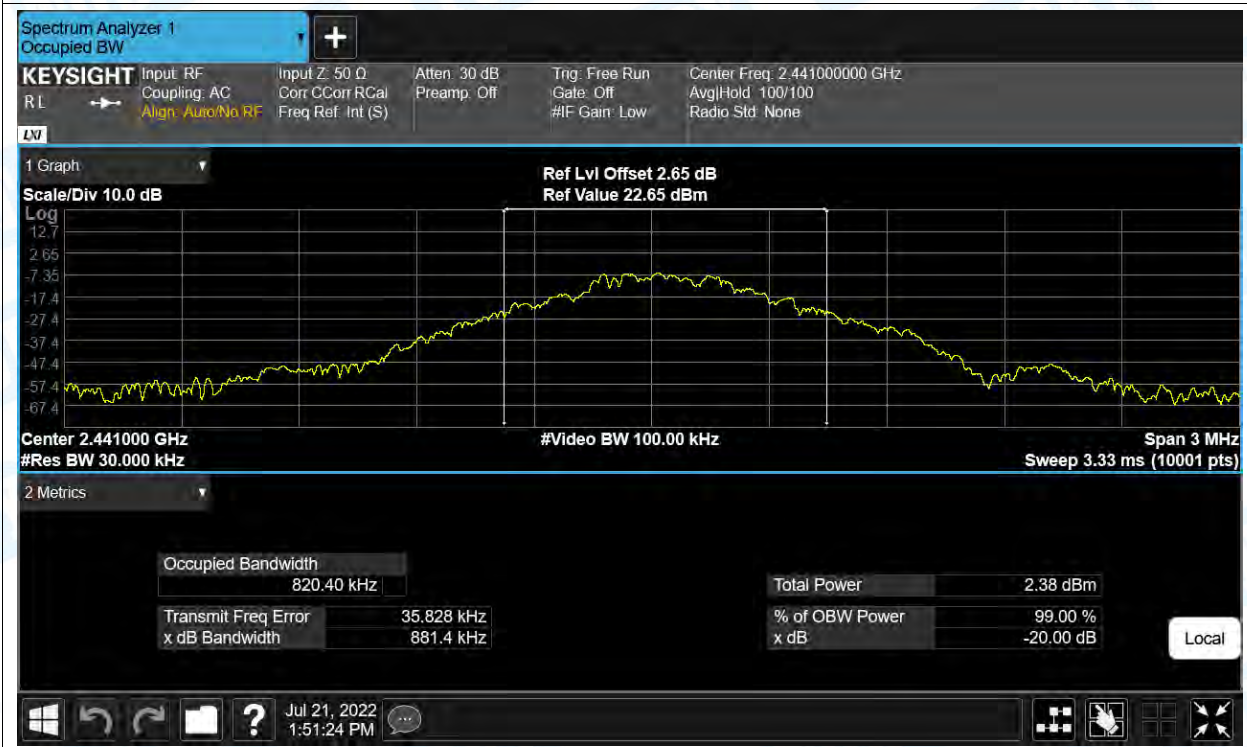 Spectrum Analyzer 1
Occupied BW
+
KEYSIGHT
RL
LXI
Input: RF
Coupling: AC
Align: Auto/No RF
Input Z: 50 Ω
Corr CCorr RCal
Freq Ref: Int (S)
Atten: 30 dB
Preamp: Off
Trig: Free Run
Gate: Off
#IF Gain: Low
Center Freq: 2.441000000 GHz
Avg|Hold: 100/100
Radio Std: None
1 Graph
Scale/Div 10.0 dB
Ref Lvl Offset 2.65 dB
Ref Value 22.65 dBm
Log
12.7
2.65
-7.35
-17.4
-27.4
-37.4
-47.4
-57.4
-67.4
Center 2.441000 GHz
#Res BW 30.000 kHz
#Video BW 100.00 kHz
Span 3 MHz
Sweep 3.33 ms (10001 pts)
2 Metrics
Occupied Bandwidth
820.40 kHz
Transmit Freq Error 35.828 kHz
x dB Bandwidth 881.4 kHz
Total Power 2.38 dBm
% of OBW Power 99.00 %
x dB -20.00 dB
Local
?
Jul 21, 2022
1:51:24 PM